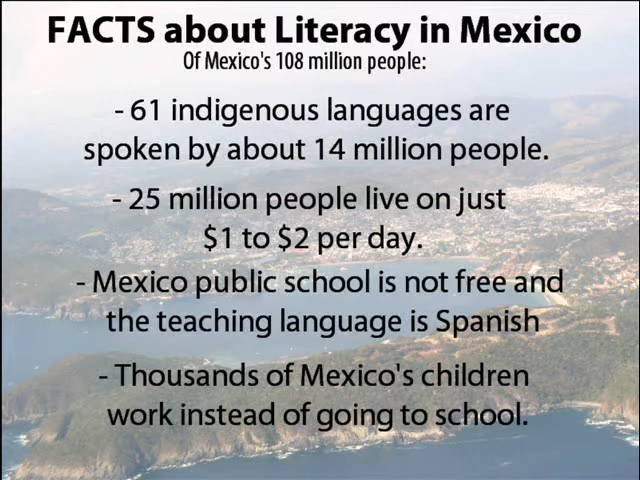 FACTS about Literacy in Mexico
Of Mexico's 108 million people:
- 61 indigenous languages are
spoken by about 14 million people.
- 25 million people live on just
$1 to $2 per day.
- Mexico public school is not free and
the teaching language is Spanish
- Thousands of Mexico's children
work instead of going to school.